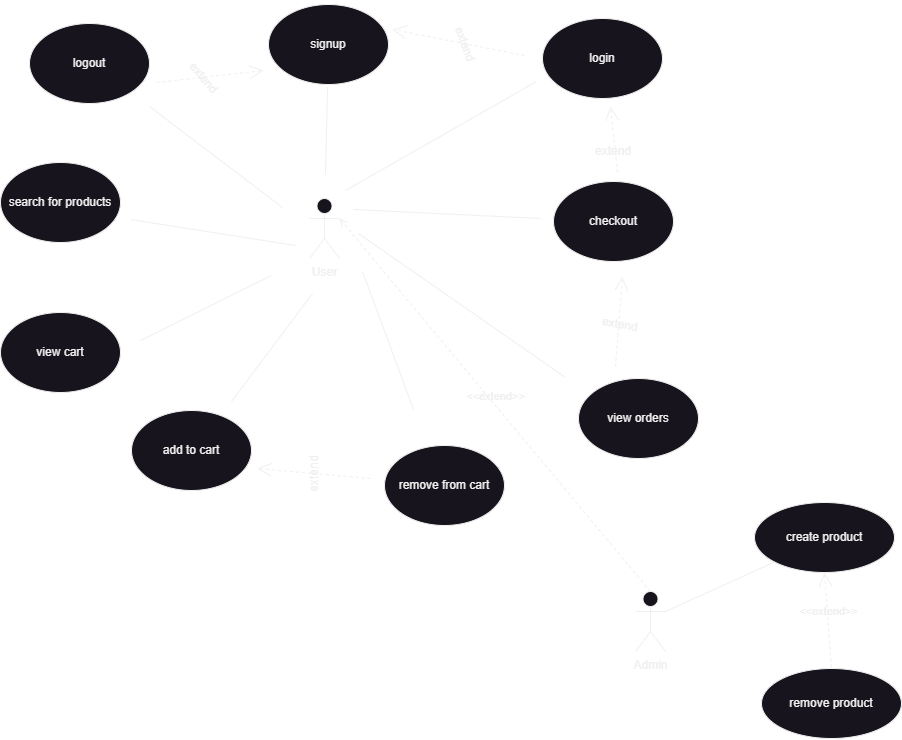 signup
logout
login
extend
extend
extend
search for products
checkout
User
extend
view cart
<<extend>>
view orders
add to cart
extend
remove from cart
create product
<<extend>>
Admin
remove product